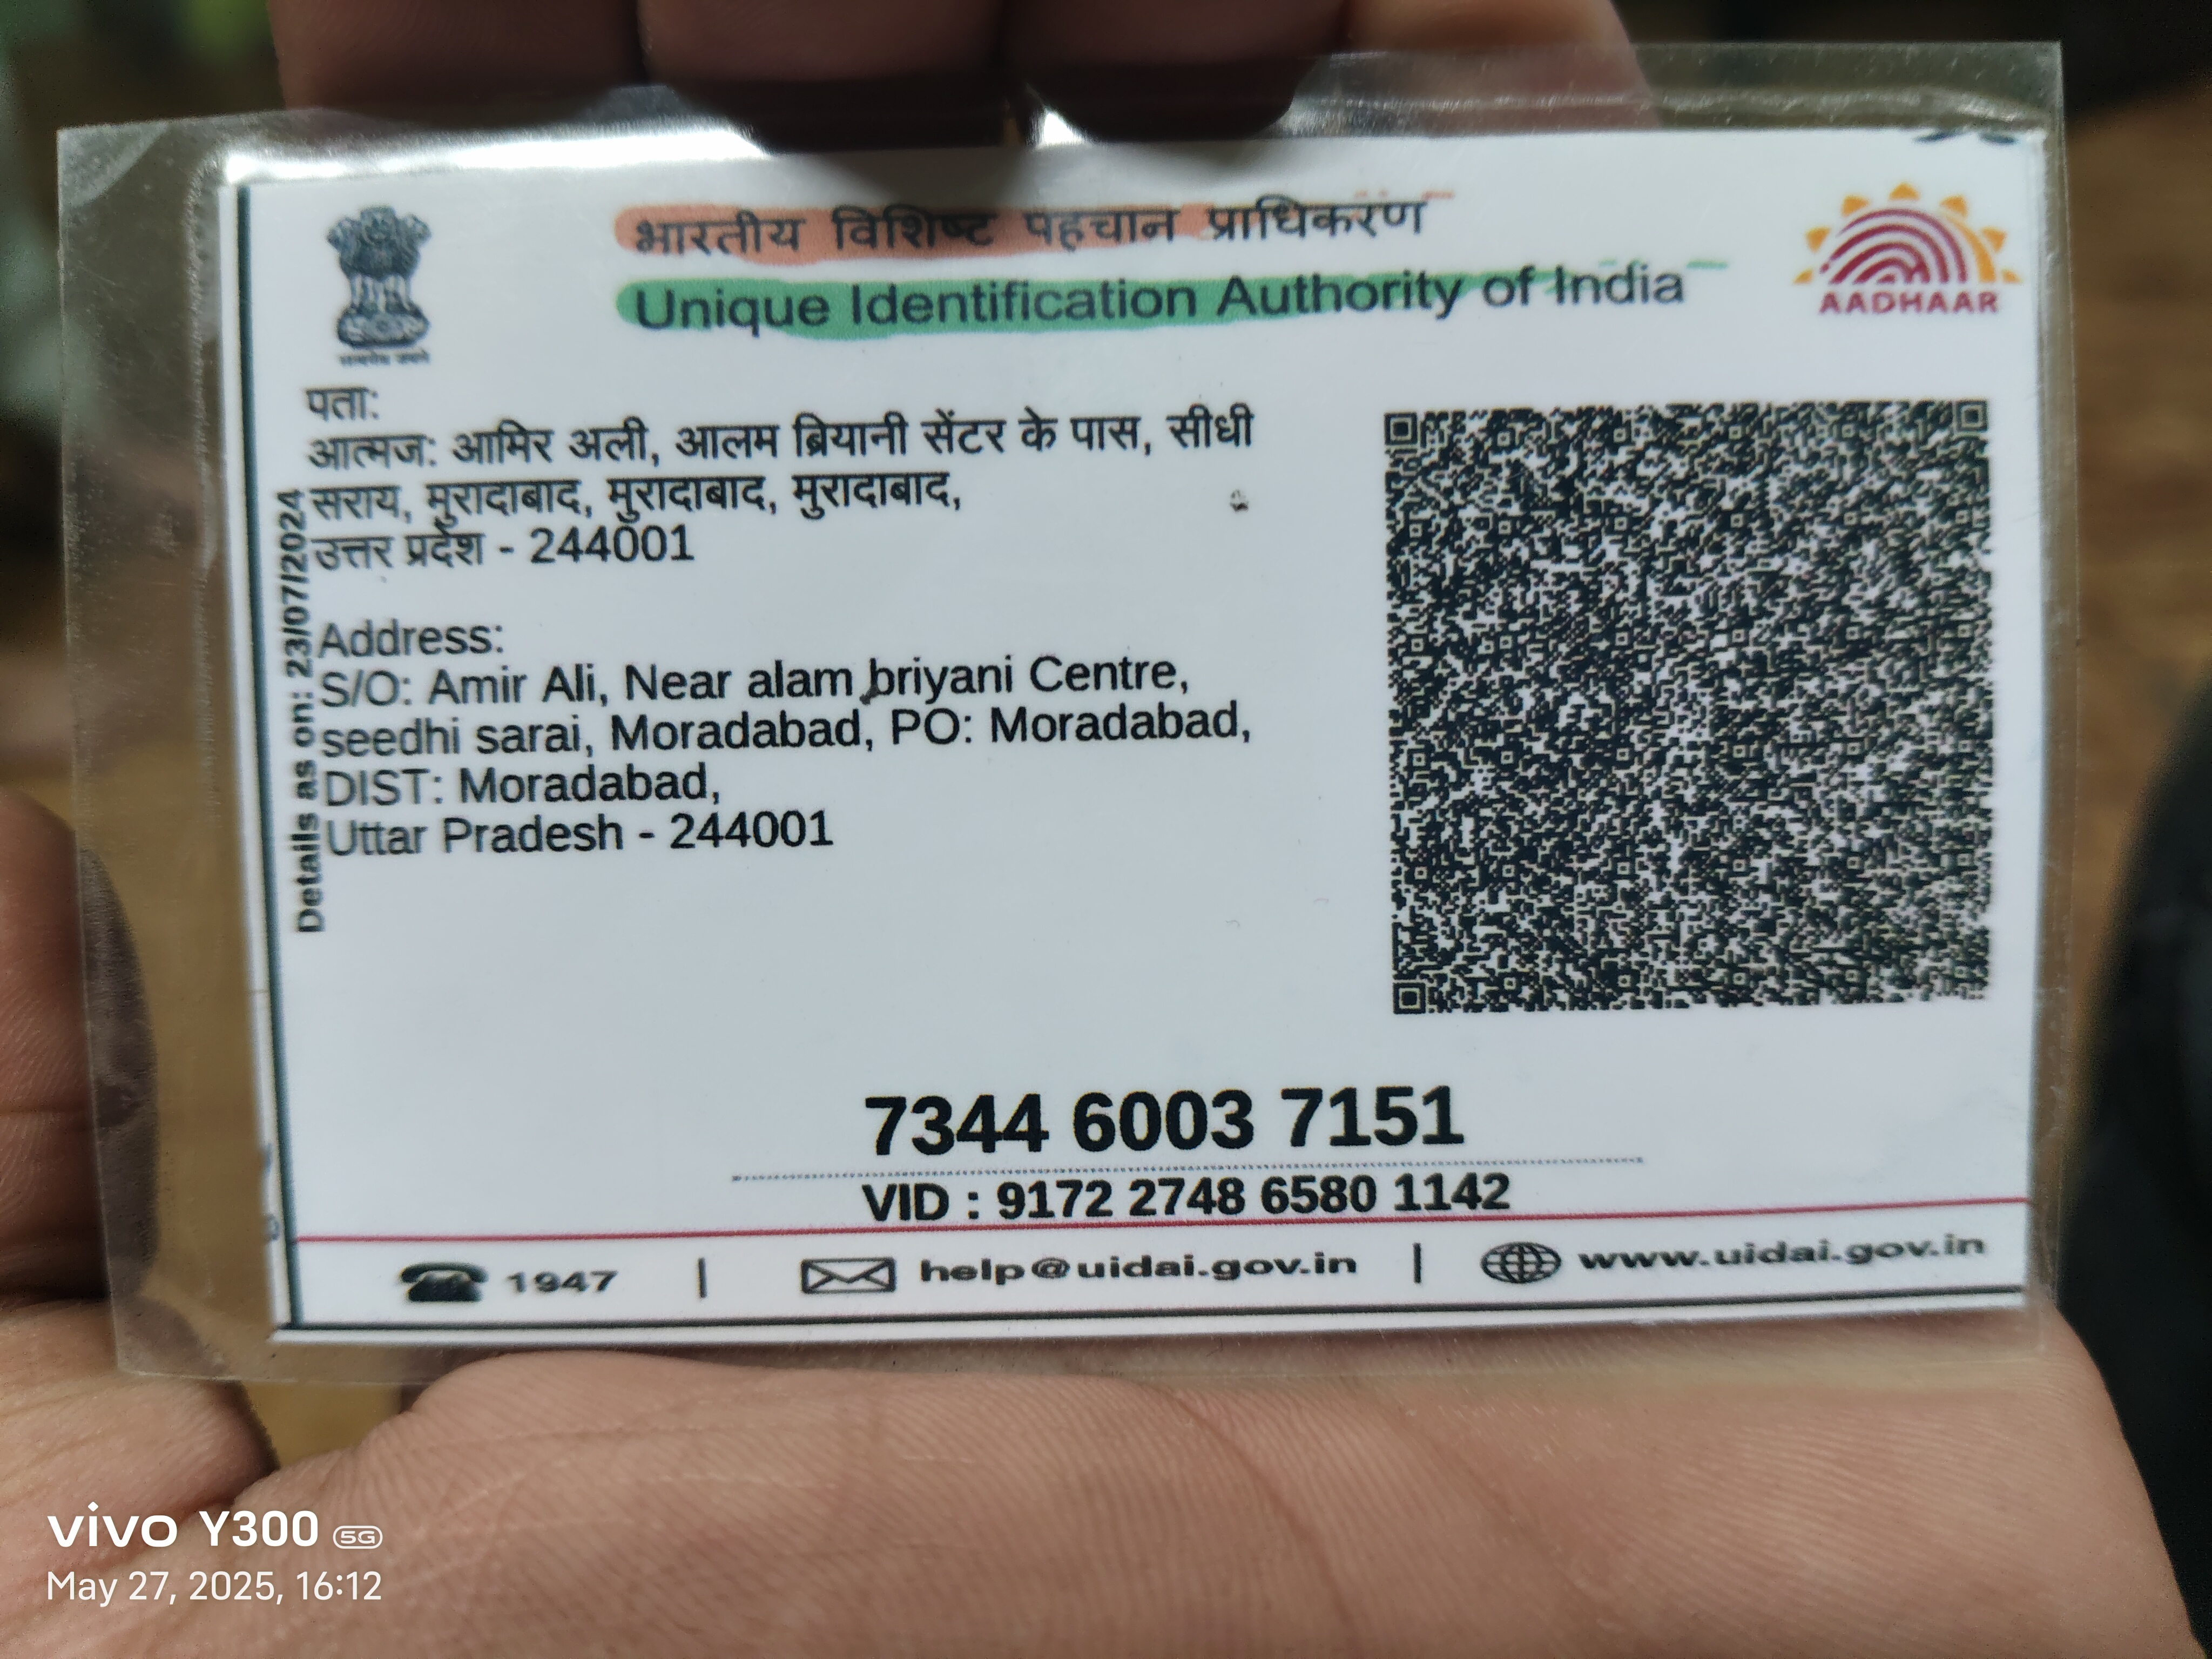 भारतीय विशिष्ट पहचान प्राधिकरण
Unique Identification Authority of India
AADHAAR
सत्यमेव जयते
पता:
आत्मज: आमिर अली, आलम ब्रियानी सेंटर के पास, सीधी
सराय, मुरादाबाद, मुरादाबाद, मुरादाबाद,
उत्तर प्रदेश - 244001
Address:
S/O: Amir Ali, Near alam briyani Centre,
seedhi sarai, Moradabad, PO: Moradabad,
DIST: Moradabad,
Uttar Pradesh - 244001
Details as on: 23/07/2024
7344 6003 7151
VID : 9172 2748 6580 1142
1947 | help@uidai.gov.in | www.uidai.gov.in
vivo Y300 5G
May 27, 2025, 16:12